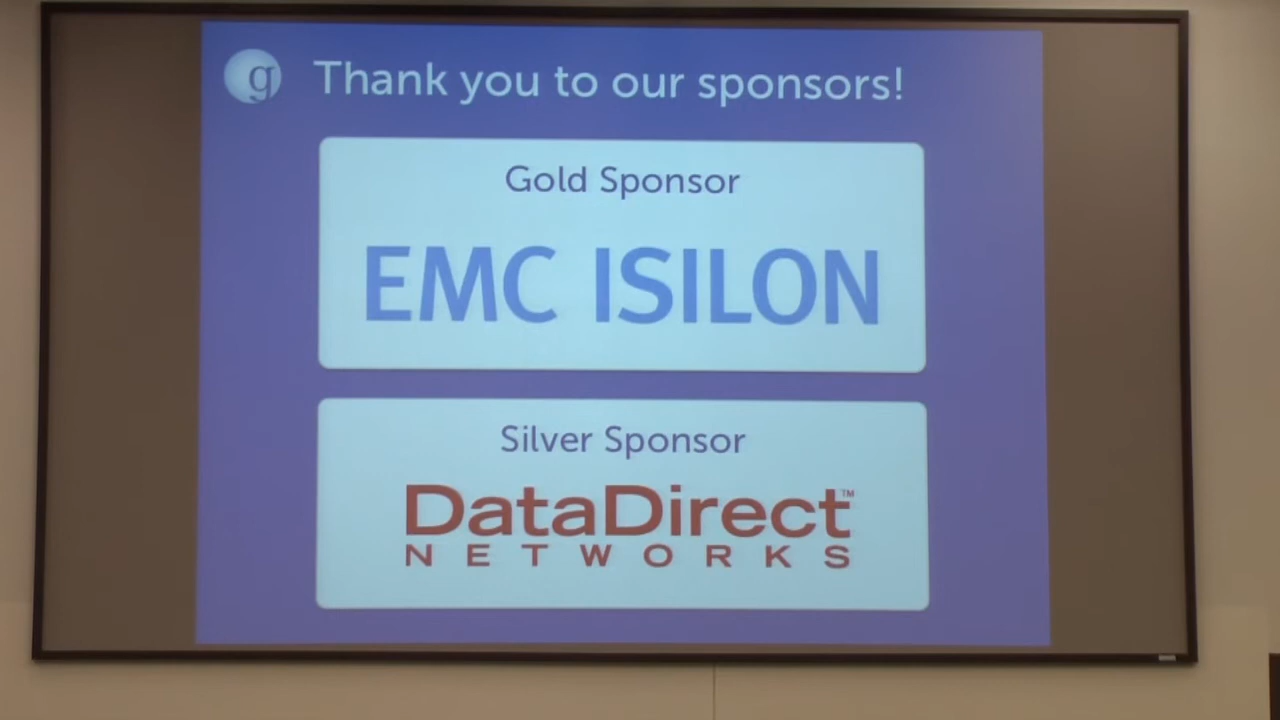 g
Thank you to our sponsors!
Gold Sponsor
EMC ISILON
Silver Sponsor
DataDirect™
NETWORKS